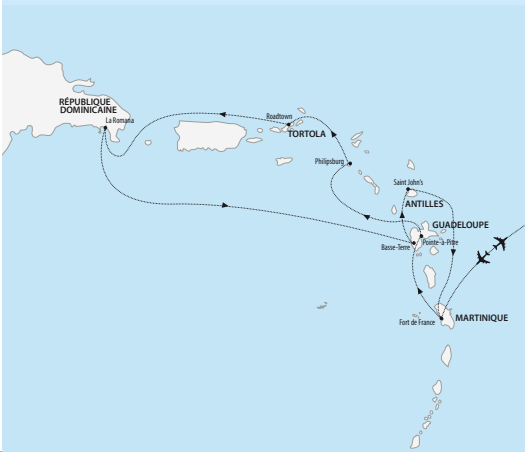 RÉPUBLIQUE
DOMINICAINE
La Romana
Roadtown
TORTOLA
Philipsburg
Saint John's
ANTILLES
GUADELOUPE
Pointe-à-Pitre
Basse-Terre
Fort de France
MARTINIQUE